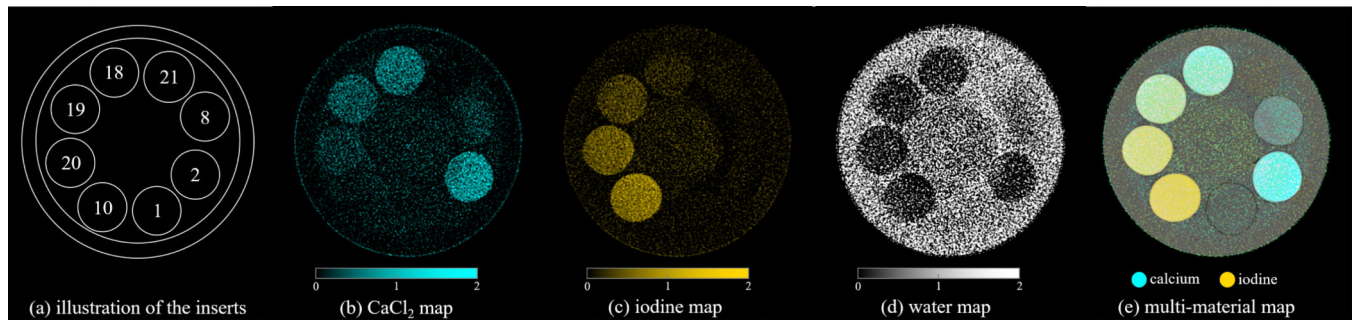 18 21
19 8
20 2
10 1
0 1 2
0 1 2
0 1 2
calcium iodine
(a) illustration of the inserts (b) CaCl₂ map (c) iodine map (d) water map (e) multi-material map